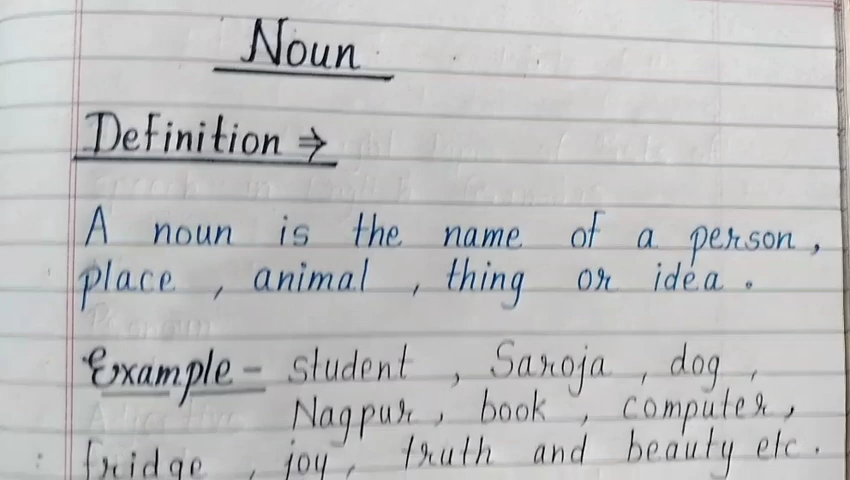 Noun
Definition ⇒
A noun is the name of a person,
place , animal , thing or idea .
Example - student , Saroja , dog ,
Nagpur , book , computer ,
fridge , joy , truth and beauty etc .